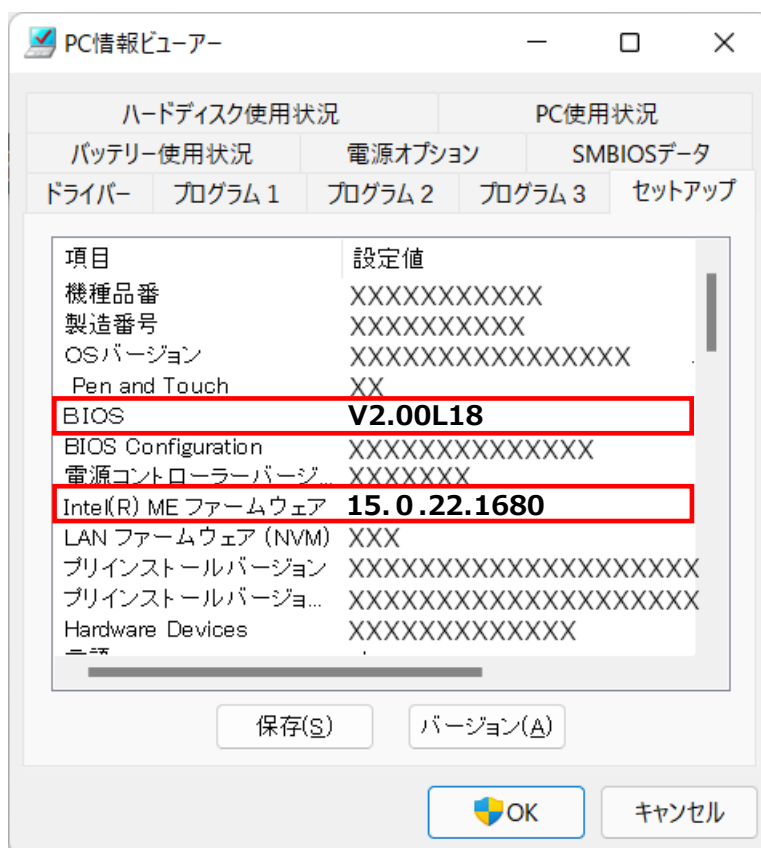 PC情報ビューアー
ハードディスク使用状況 PC使用状況
バッテリー使用状況 電源オプション SMBIOSデータ
ドライバー プログラム 1 プログラム 2 プログラム 3 セットアップ
項目 設定値
機種品番 XXXXXXXXXXX
製造番号 XXXXXXXXXX
OSバージョン XXXXXXXXXXXXXXXX .
Pen and Touch XX
BIOS V2.00L18
BIOS Configuration XXXXXXXXXXXXXX
電源コントローラーバージ... XXXXXXX
Intel(R) ME ファームウェア 15.0.22.1680
LAN ファームウェア (NVM) XXX
プリインストールバージョン XXXXXXXXXXXXXXXXXXXX
プリインストールバージョ... XXXXXXXXXXXXXXXXXXXX
Hardware Devices XXXXXXXXXXXXX
保存(S) バージョン(A)
OK キャンセル